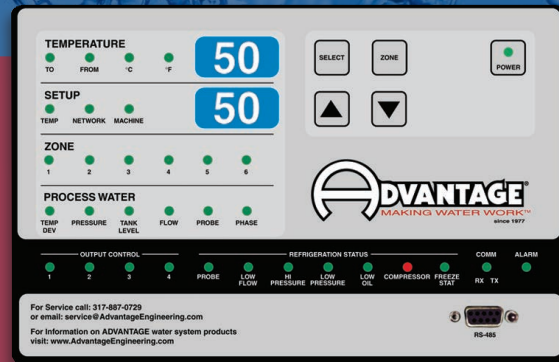 TEMPERATURE
TO FROM °C °F
50
SETUP
TEMP NETWORK MACHINE
50
ZONE
1 2 3 4 5 6
PROCESS WATER
TEMP DEV PRESSURE TANK LEVEL FLOW PROBE PHASE
SELECT ZONE POWER
ADVANTAGE®
MAKING WATER WORK™
since 1977
OUTPUT CONTROL REFRIGERATION STATUS COMM ALARM
1 2 3 4 PROBE LOW FLOW HI PRESSURE LOW PRESSURE LOW OIL COMPRESSOR FREEZE STAT RX TX
For Service call: 317-887-0729
or email: service@AdvantageEngineering.com
For Information on ADVANTAGE water system products
visit: www.AdvantageEngineering.com
RS-485